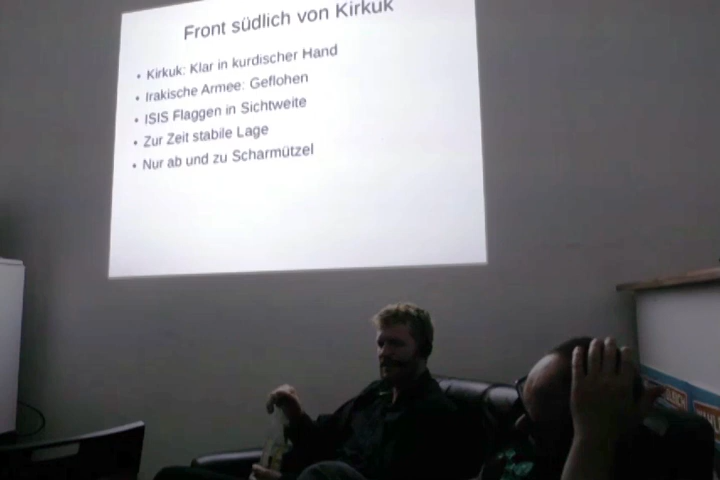 Front südlich von Kirkuk
• Kirkuk: Klar in kurdischer Hand
• Irakische Armee: Geflohen
• ISIS Flaggen in Sichtweite
• Zur Zeit stabile Lage
• Nur ab und zu Scharmützel